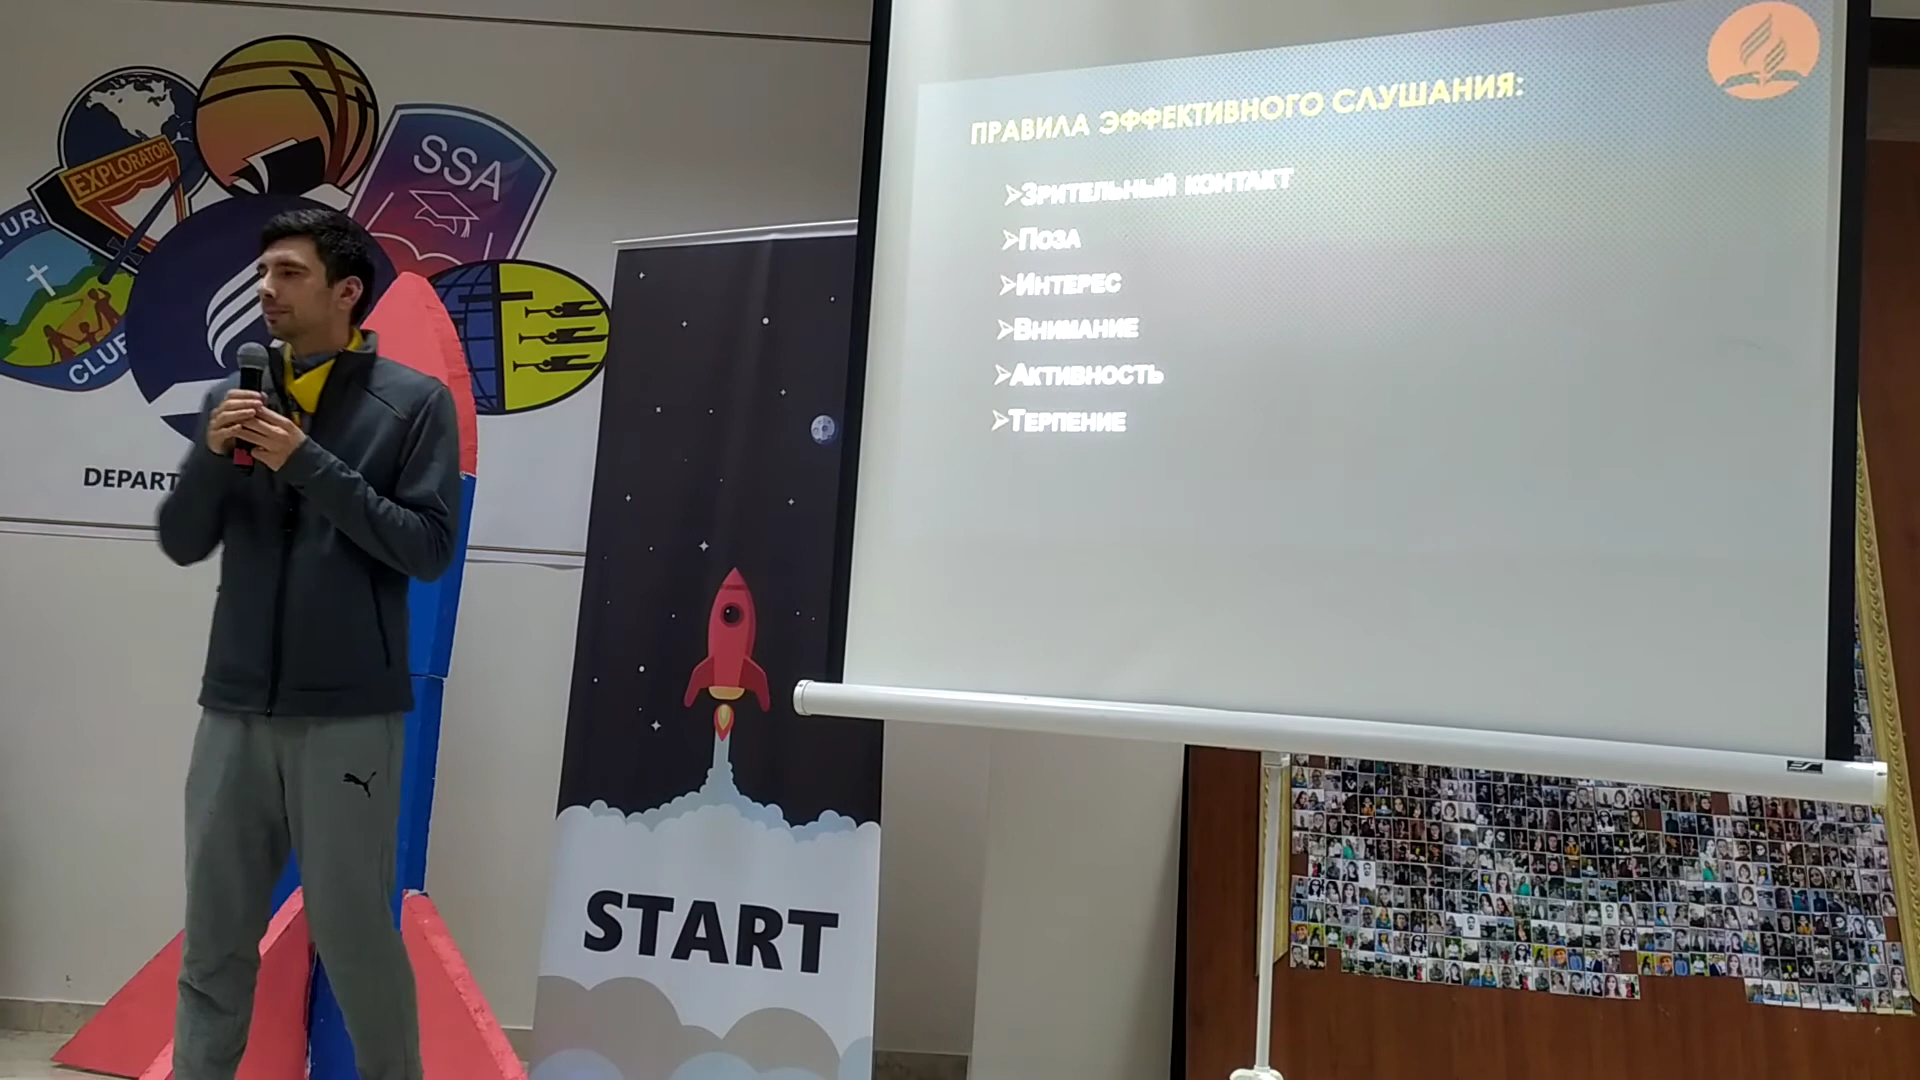 EXPLORATOR
SSA
CLUB
DEPART
START
ПРАВИЛА ЭФФЕКТИВНОГО СЛУШАНИЯ:
➢ЗРИТЕЛЬНЫЙ КОНТАКТ
➢ПОЗА
➢ИНТЕРЕС
➢ВНИМАНИЕ
➢АКТИВНОСТЬ
➢ТЕРПЕНИЕ